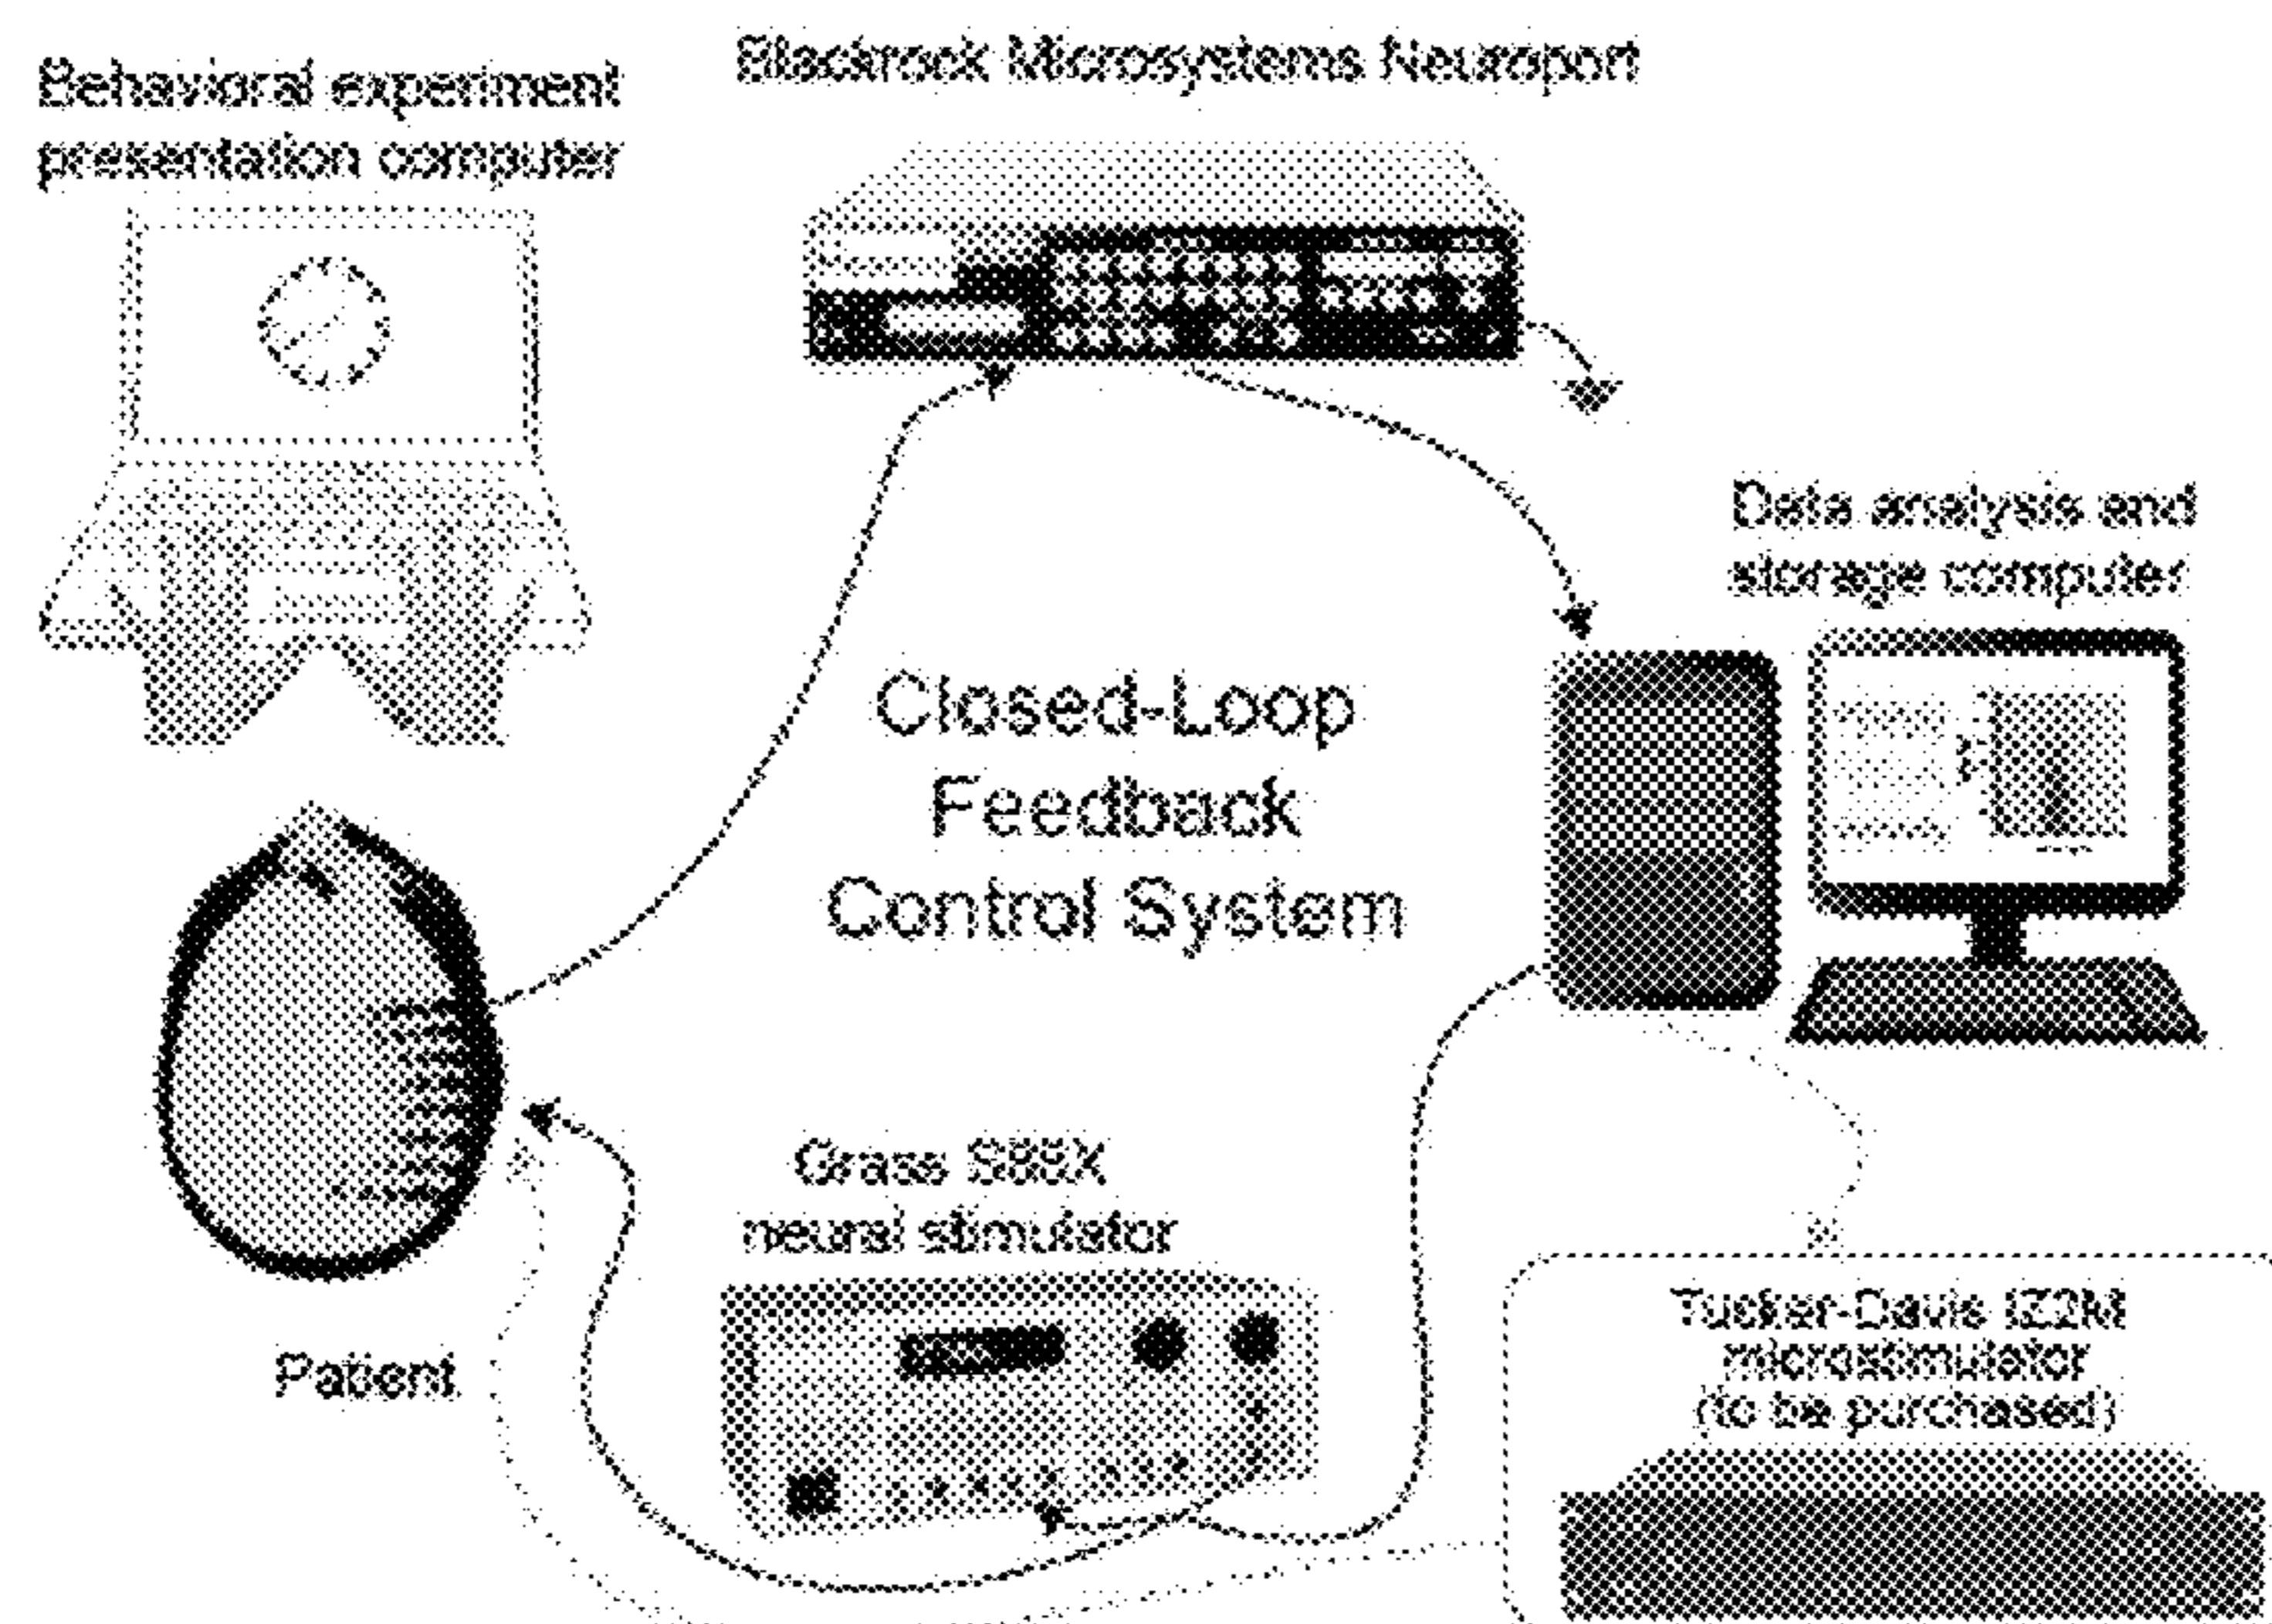 Behavioral experiment
presentation computer
Blackrock Microsystems Neuroport
Data analysis and
storage computer
Closed-Loop
Feedback
Control System
Grass S88X
neural stimulator
Patient
Tucker-Davis IZ2M
microstimulator
(to be purchased)